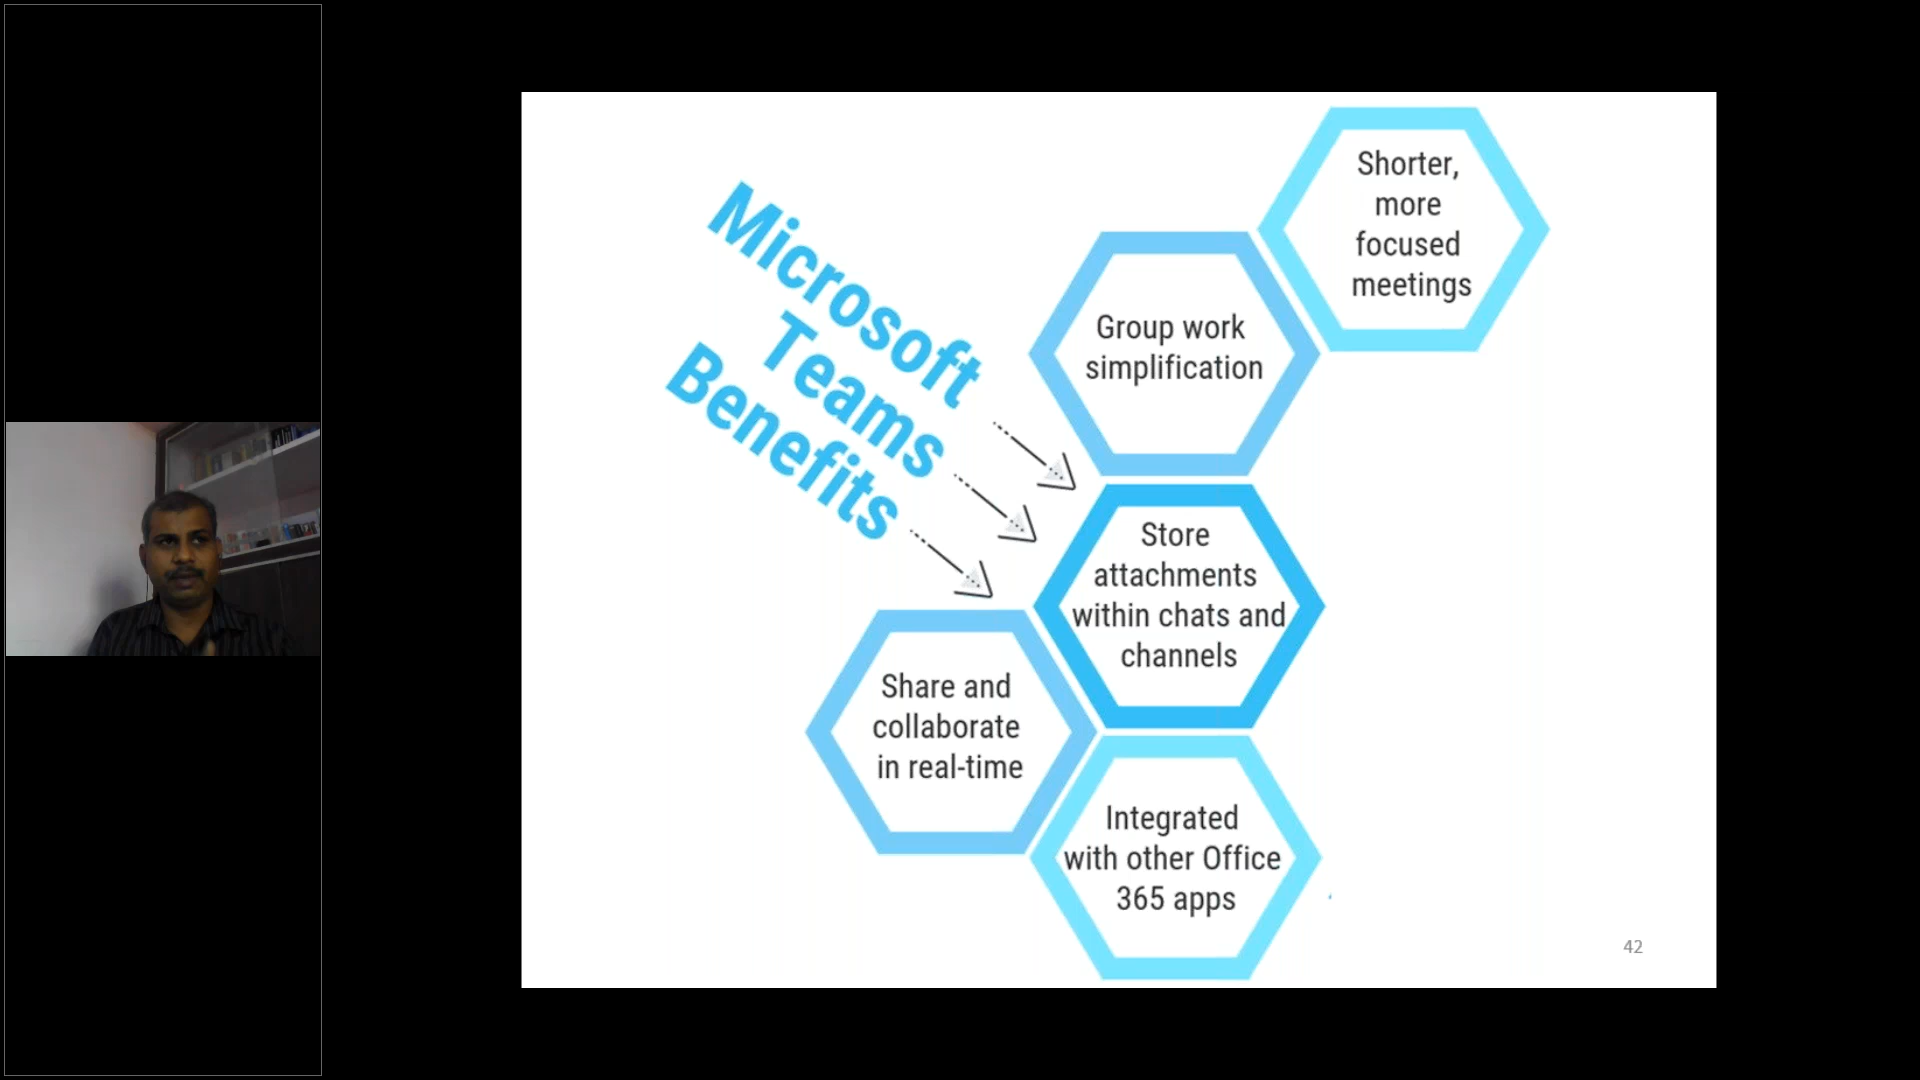 Microsoft
Teams
Benefits
Shorter,
more
focused
meetings
Group work
simplification
Store
attachments
within chats and
channels
Share and
collaborate
in real-time
Integrated
with other Office
365 apps
42